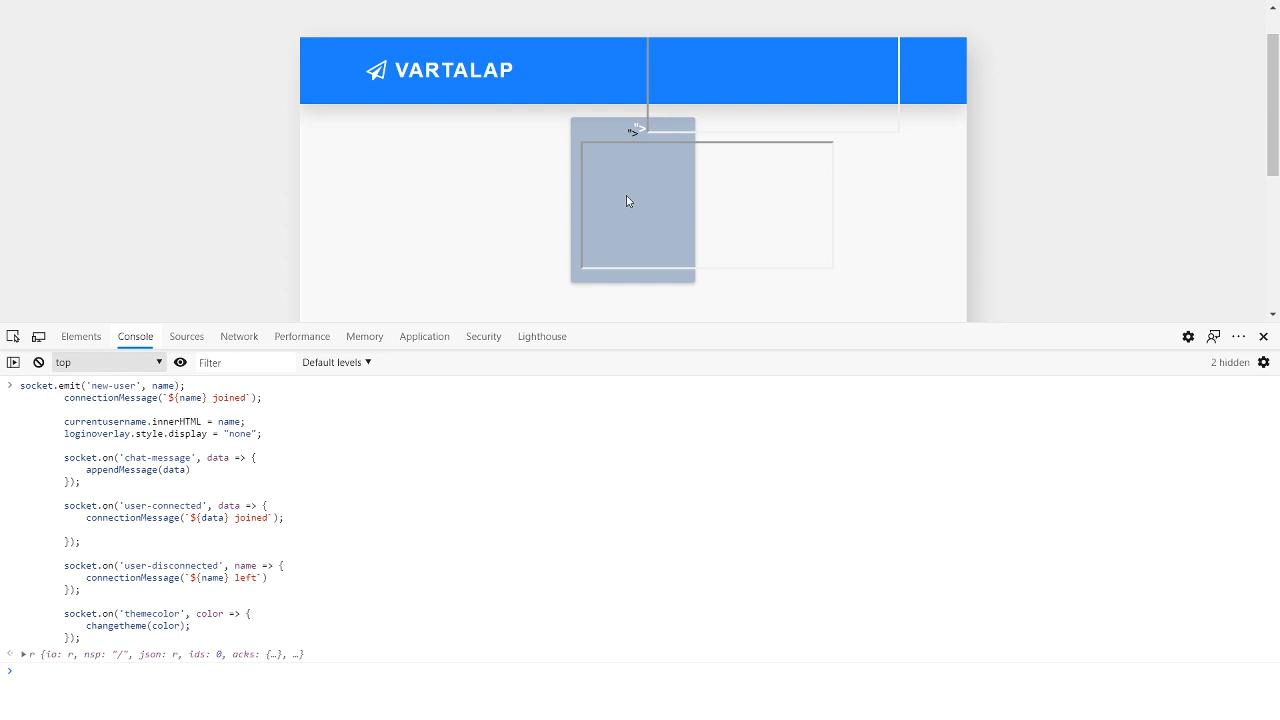 VARTALAP
">
">
Elements Console Sources Network Performance Memory Application Security Lighthouse
top Filter Default levels 2 hidden
socket.emit('new-user', name);
connectionMessage(`${name} joined`);
currentusername.innerHTML = name;
loginoverlay.style.display = "none";
socket.on('chat-message', data => {
appendMessage(data)
});
socket.on('user-connected', data => {
connectionMessage(`${data} joined`);
});
socket.on('user-disconnected', name => {
connectionMessage(`${name} left`)
});
socket.on('themecolor', color => {
changetheme(color);
});
r {io: r, nsp: "/", json: r, ids: 0, acks: {…}, …}